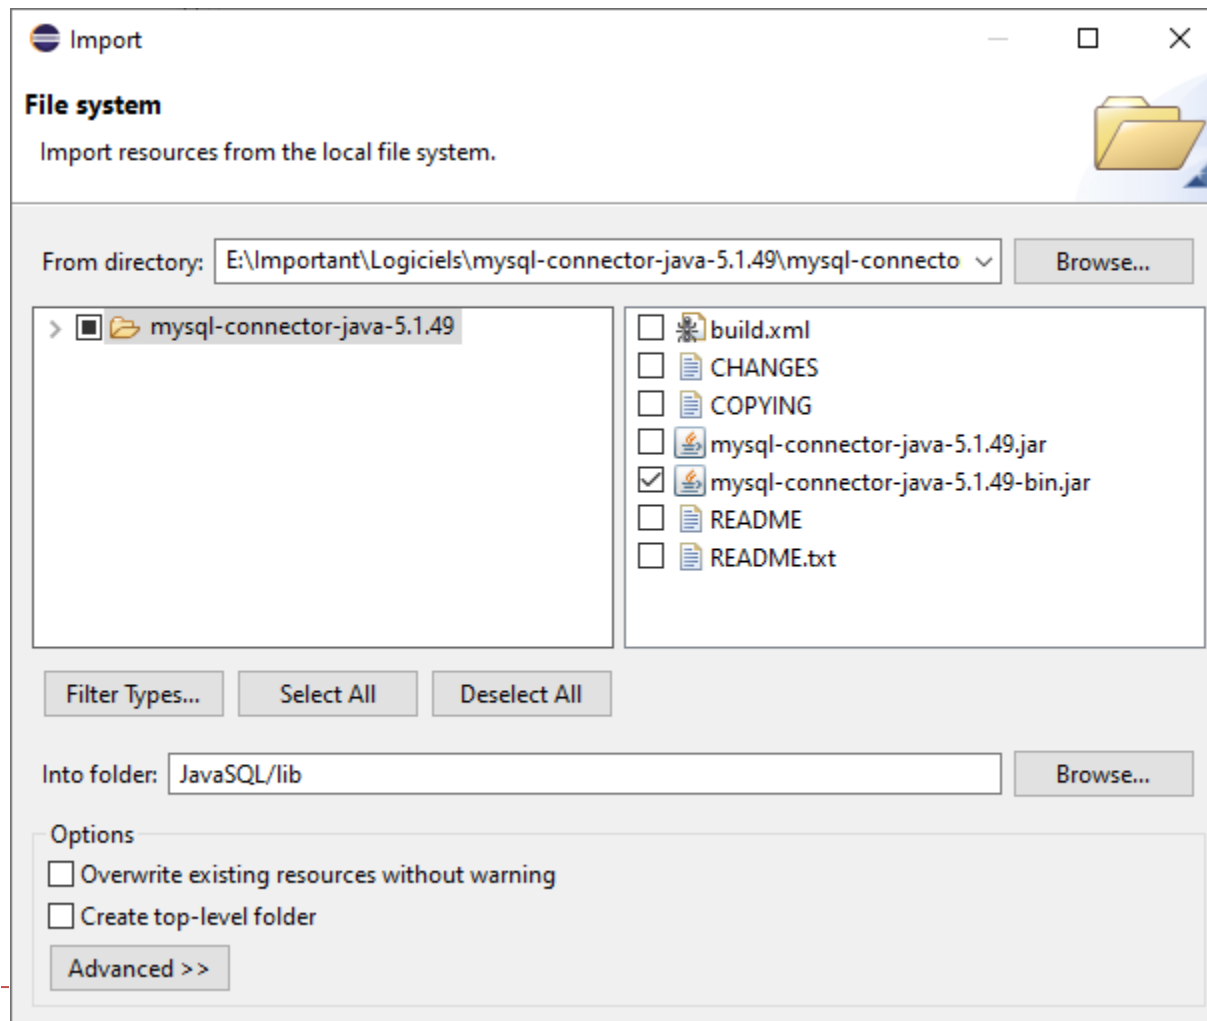 Import
File system
Import resources from the local file system.
From directory: E:\Important\Logiciels\mysql-connector-java-5.1.49\mysql-connecto Browse...
mysql-connector-java-5.1.49
build.xml
CHANGES
COPYING
mysql-connector-java-5.1.49.jar
mysql-connector-java-5.1.49-bin.jar
README
README.txt
Filter Types... Select All Deselect All
Into folder: JavaSQL/lib Browse...
Options
Overwrite existing resources without warning
Create top-level folder
Advanced >>